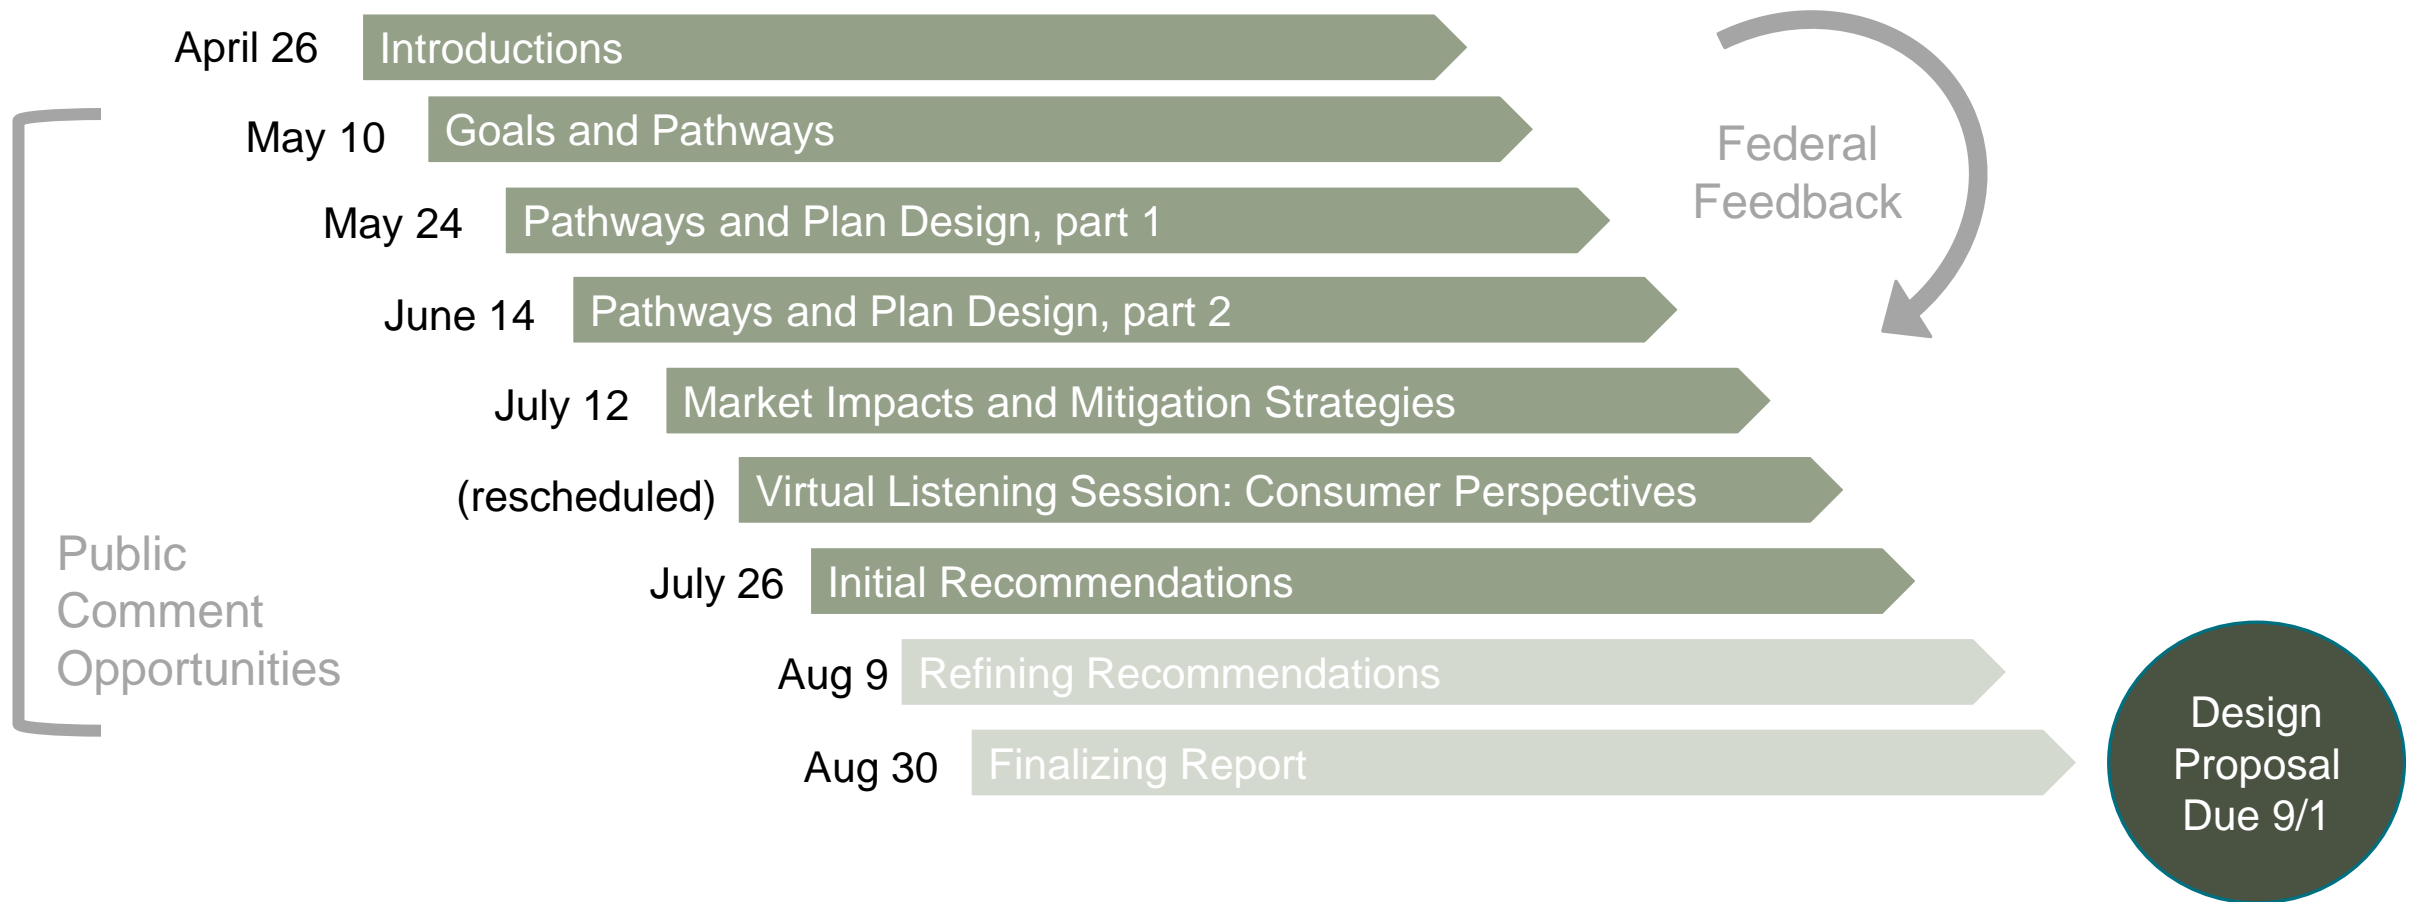 April 26
Introductions
May 10
Goals and Pathways
May 24
Pathways and Plan Design, part 1
June 14
Pathways and Plan Design, part 2
July 12
Market Impacts and Mitigation Strategies
(rescheduled)
Virtual Listening Session: Consumer Perspectives
July 26
Initial Recommendations
Aug 9
Refining Recommendations
Aug 30
Finalizing Report
Federal
Feedback
Public
Comment
Opportunities
Design
Proposal
Due 9/1